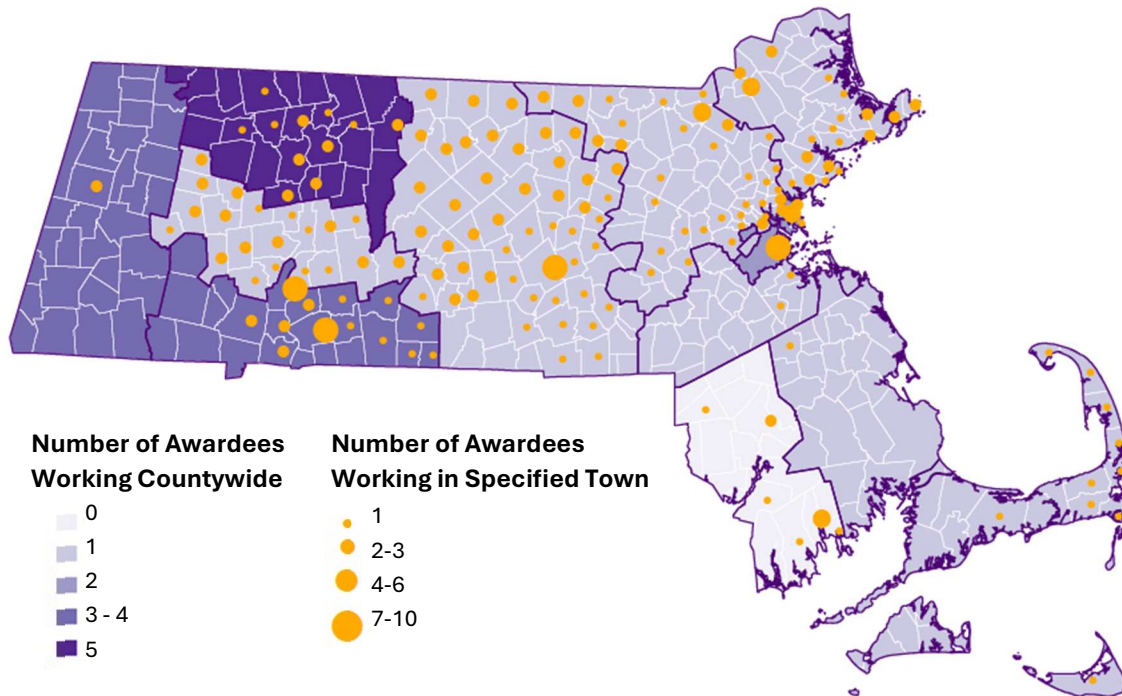 Number of Awardees
Working Countywide
0
1
2
3 - 4
5
Number of Awardees
Working in Specified Town
1
2-3
4-6
7-10